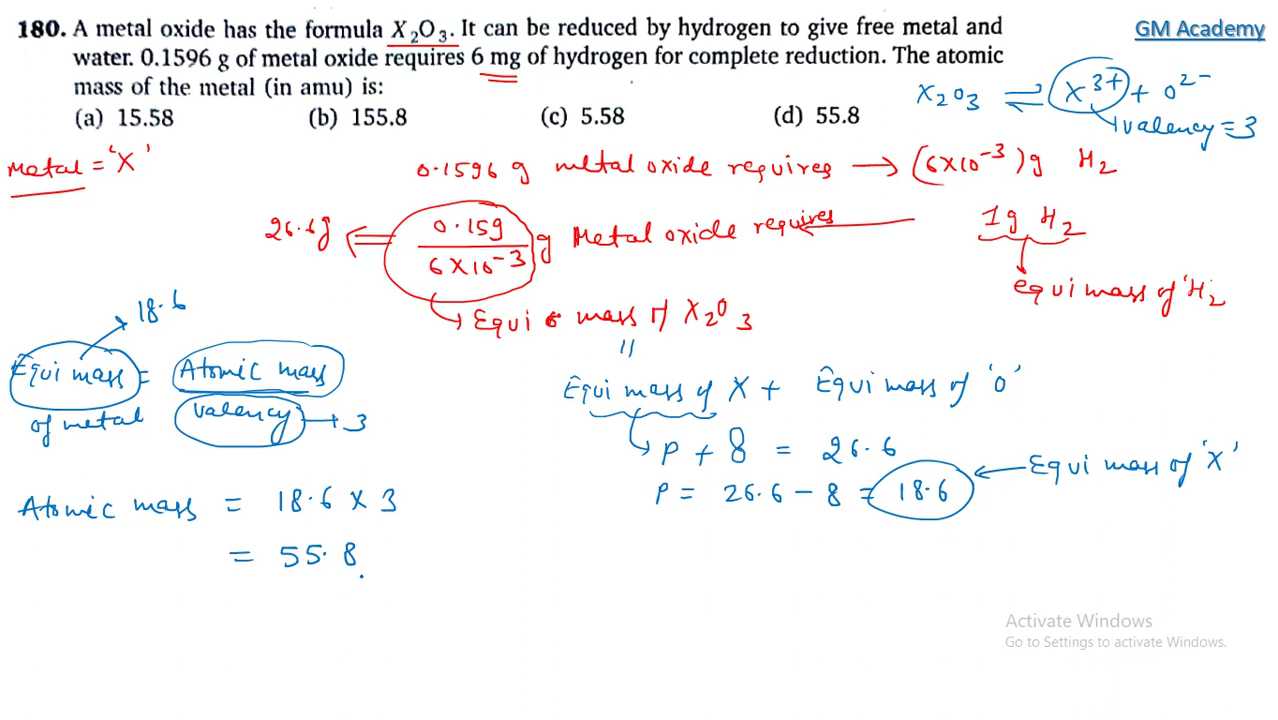 180. A metal oxide has the formula X₂O₃. It can be reduced by hydrogen to give free metal and
water. 0.1596 g of metal oxide requires 6 mg of hydrogen for complete reduction. The atomic
mass of the metal (in amu) is:
(a) 15.58 (b) 155.8 (c) 5.58 (d) 55.8
GM Academy
X₂O₃ ⇌ X³⁺ + O²⁻
valency = 3
Metal = 'X'
0.1596 g metal oxide requires → (6×10⁻³) g H₂
26.6g ⇐ 0.159 / 6×10⁻³ g Metal oxide requires
1g H₂
equi mass of 'H₂
Equi mass of X₂O₃
=
Equi mass of X + Equi mass of 'O'
P + 8 = 26.6
P = 26.6 - 8 = 18.6
Equi mass of 'X'
18.6
Equi mass of metal = Atomic mass / valency → 3
Atomic mass = 18.6 × 3
= 55.8
Activate Windows
Go to Settings to activate Windows.